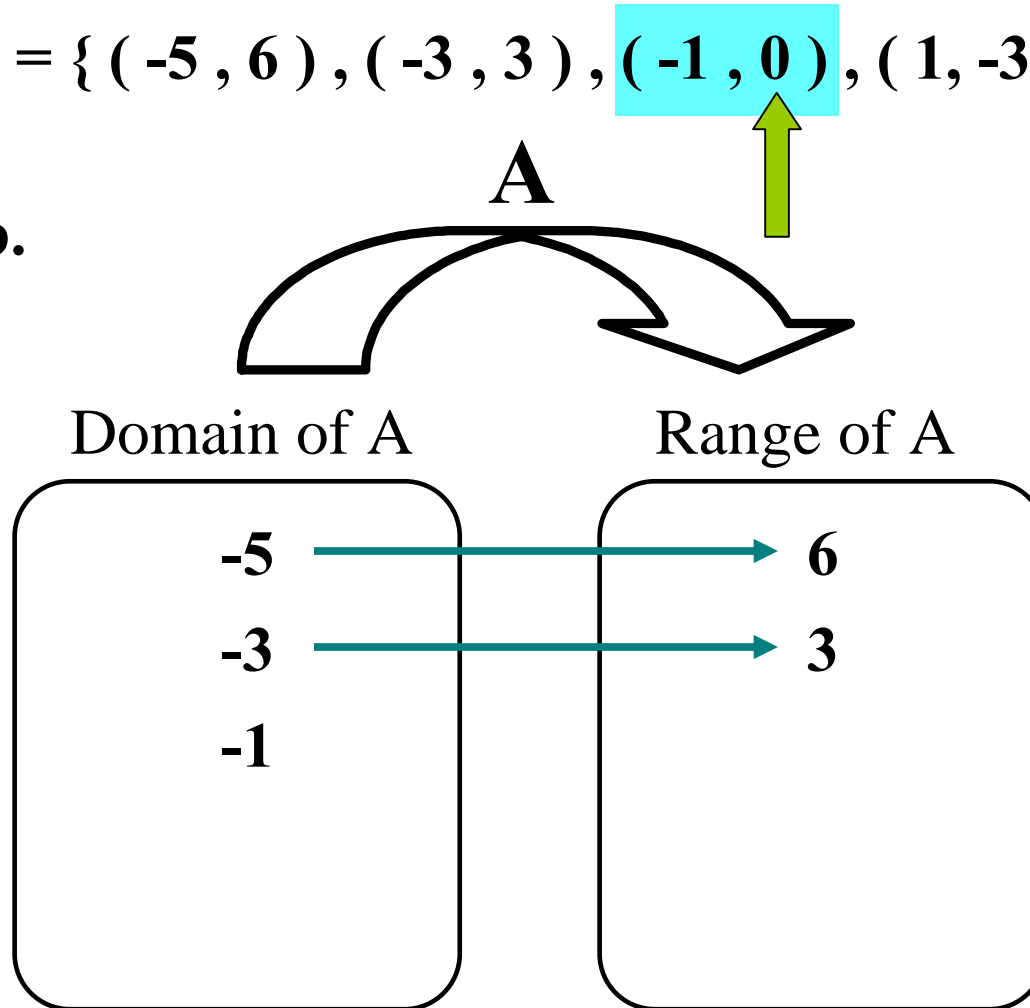 = { ( -5 , 6 ) , ( -3 , 3 ) , ( -1 , 0 ) , ( 1, -3
A
.
Domain of A Range of A
-5 6
-3 3
-1